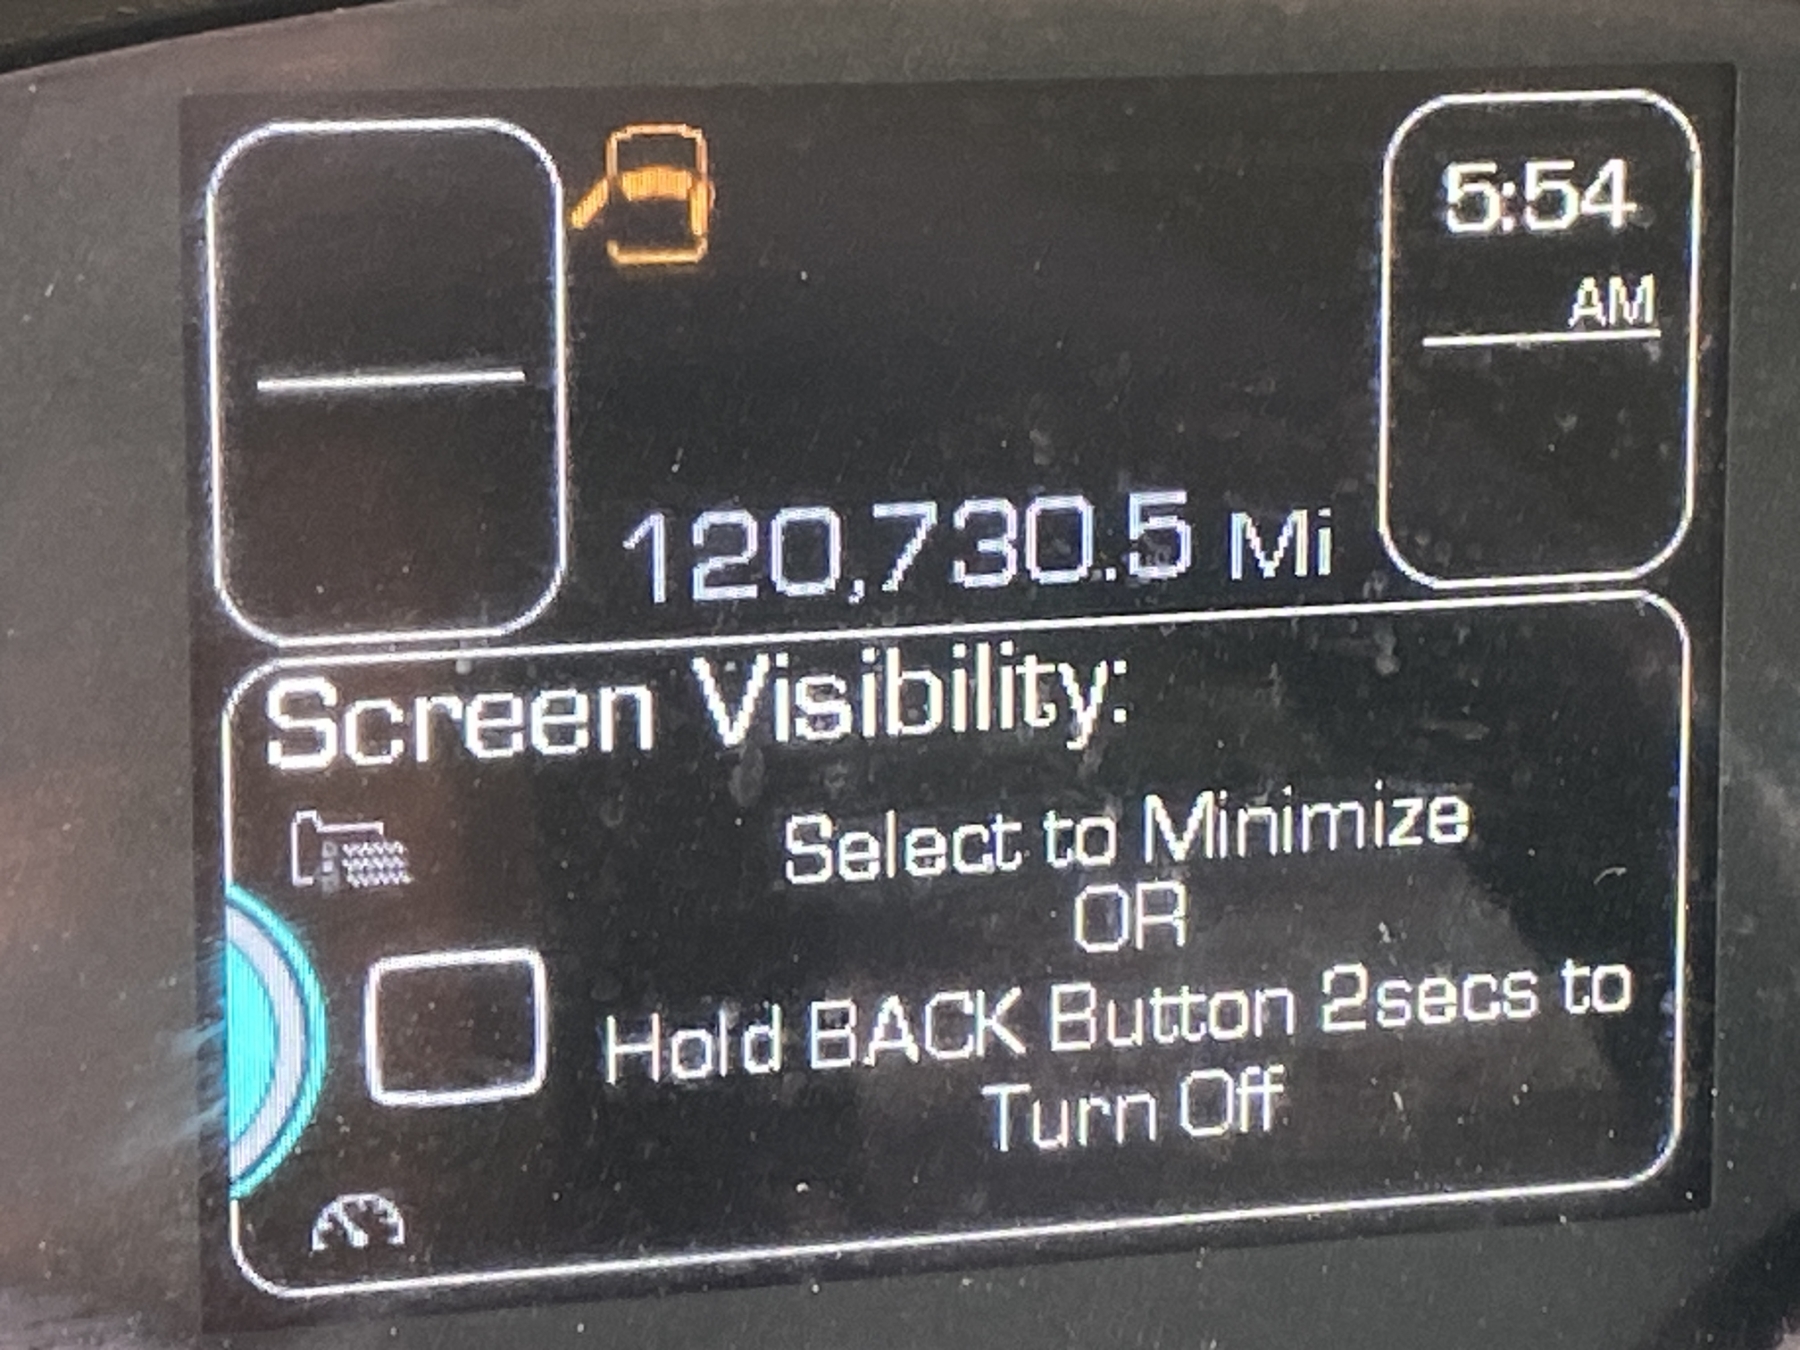 5:54
AM
120,730.5 Mi
Screen Visibility:
Select to Minimize
OR
Hold BACK Button 2secs to
Turn Off